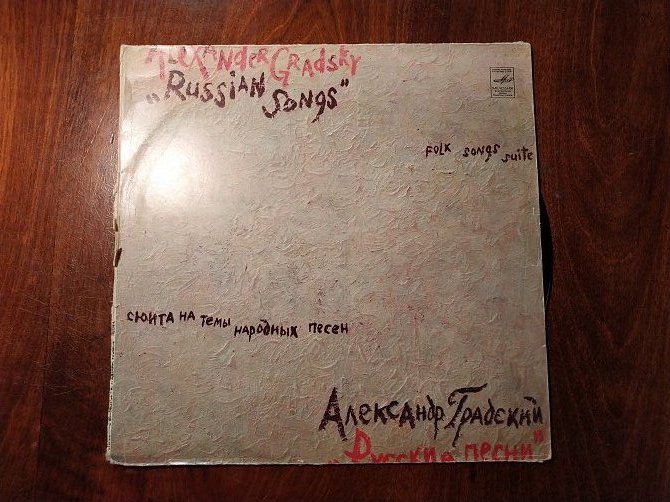 Alexander Gradsky
„Russian Songs"
Folk songs suite
сюита на темы народных песен
Александр Градский
„Русские песни"